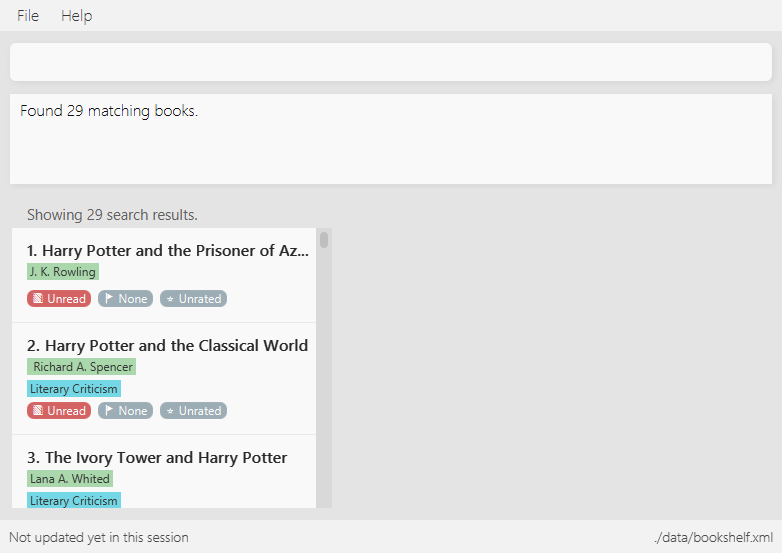 File Help
Found 29 matching books.
Showing 29 search results.
1. Harry Potter and the Prisoner of Az...
J. K. Rowling
Unread None Unrated
2. Harry Potter and the Classical World
Richard A. Spencer
Literary Criticism
Unread None Unrated
3. The Ivory Tower and Harry Potter
Lana A. Whited
Literary Criticism
Not updated yet in this session ./data/bookshelf.xml